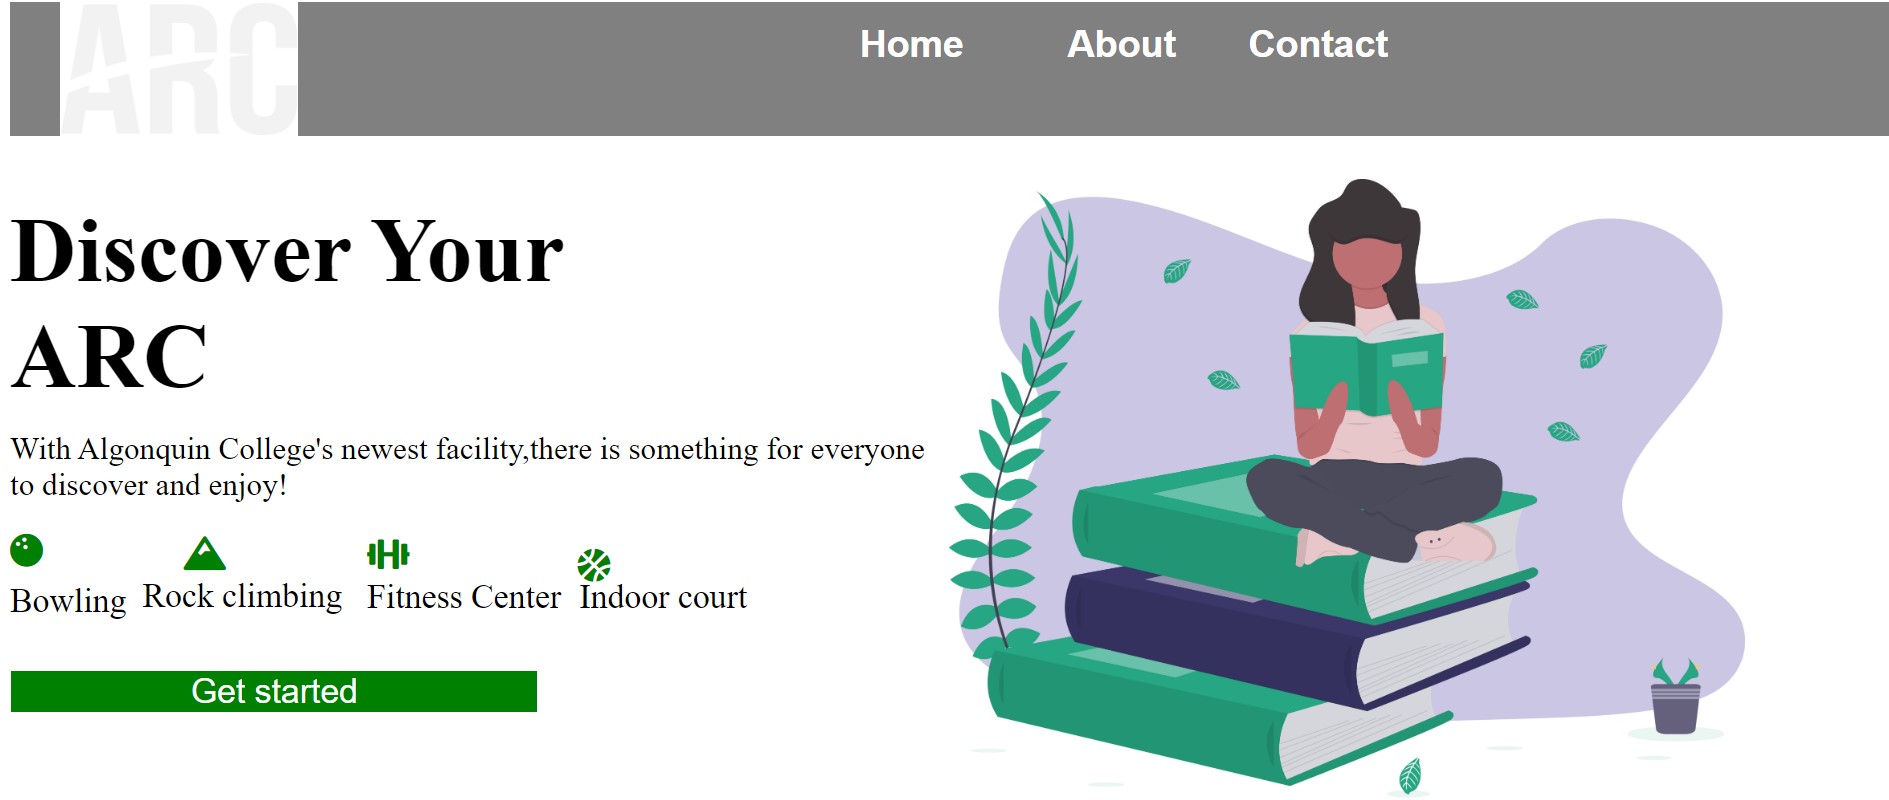 ARC
Home About Contact
Discover Your
ARC
With Algonquin College's newest facility,there is something for everyone
to discover and enjoy!
Bowling Rock climbing Fitness Center Indoor court
Get started